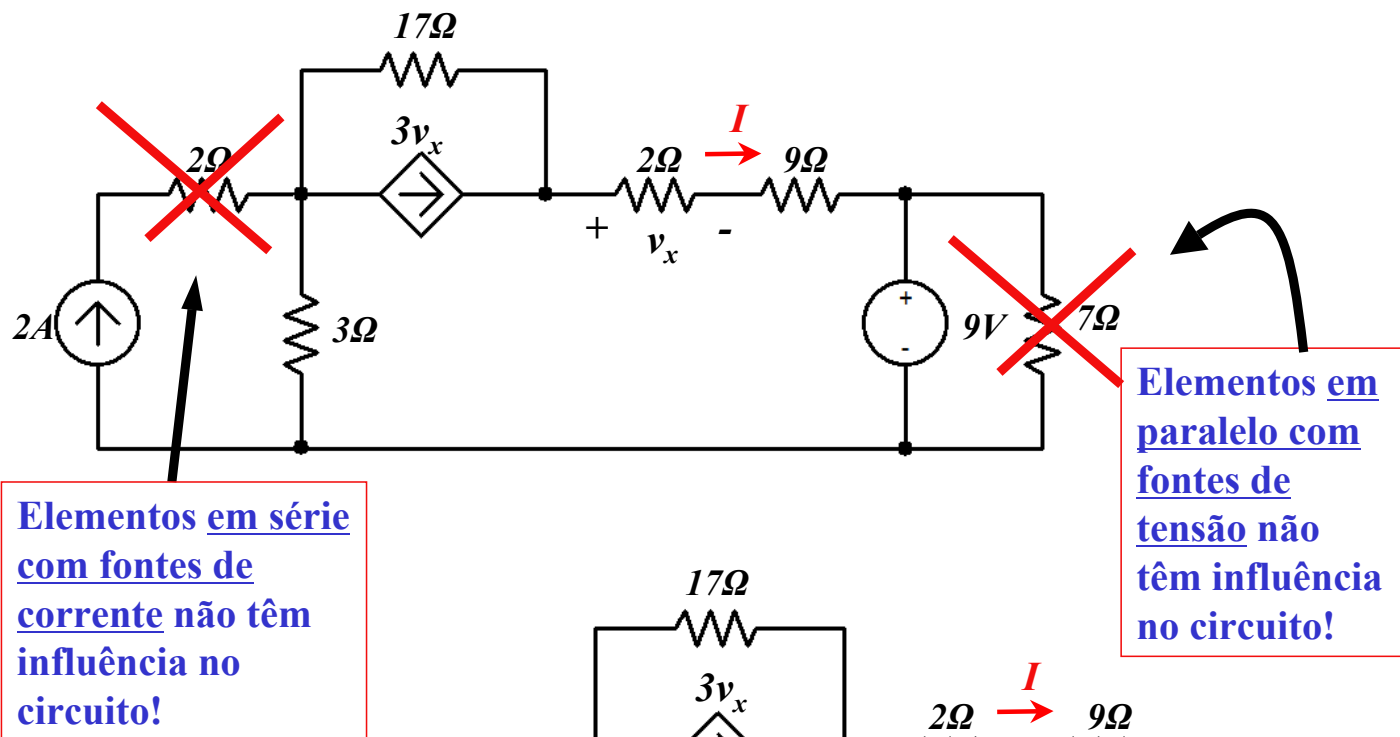 17Ω
3vx
2Ω
2Ω
I
9Ω
+ vx -
2A
3Ω
+
-
9V
7Ω
Elementos em
paralelo com
fontes de
tensão não
têm influência
no circuito!
Elementos em série
com fontes de
corrente não têm
influência no
circuito!
17Ω
3vx
2Ω
I
9Ω